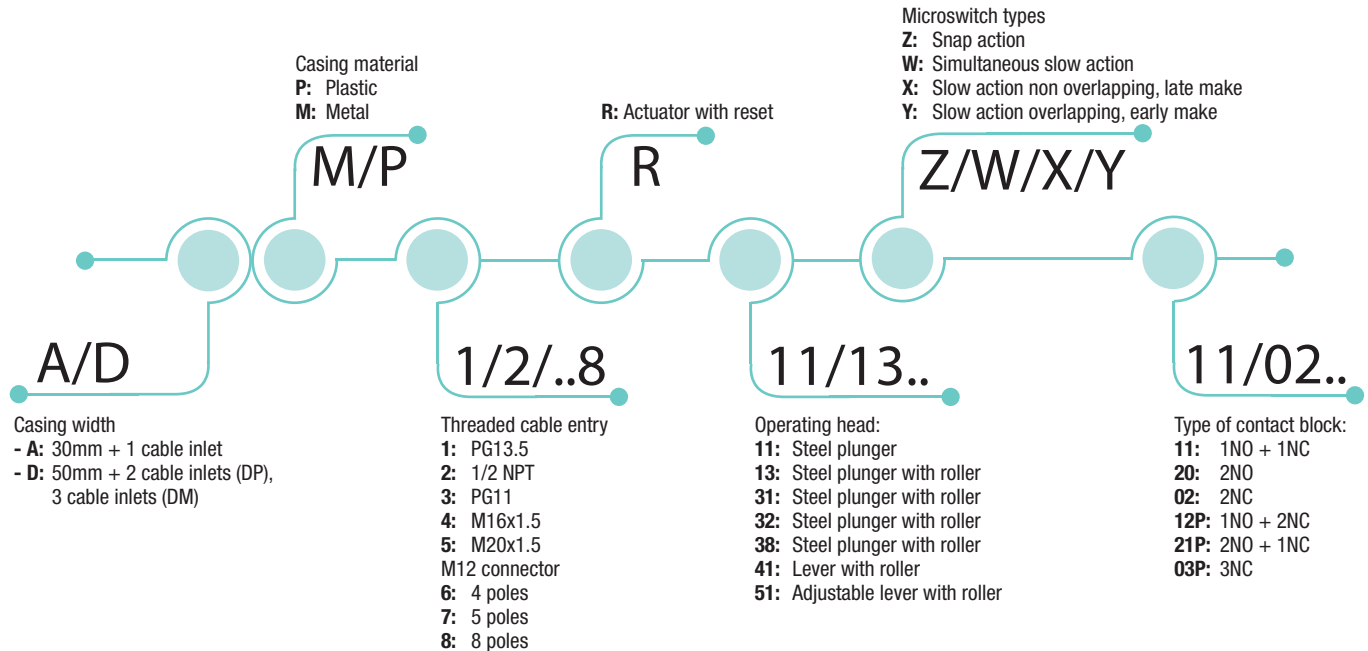 Microswitch types
Z: Snap action
W: Simultaneous slow action
X: Slow action non overlapping, late make
Y: Slow action overlapping, early make
Casing material
P: Plastic
M: Metal
R: Actuator with reset
M/P
R
Z/W/X/Y
A/D
1/2/..8
11/13..
11/02..
Casing width
- A: 30mm + 1 cable inlet
- D: 50mm + 2 cable inlets (DP),
3 cable inlets (DM)
Threaded cable entry
1: PG13.5
2: 1/2 NPT
3: PG11
4: M16x1.5
5: M20x1.5
M12 connector
6: 4 poles
7: 5 poles
8: 8 poles
Operating head:
11: Steel plunger
13: Steel plunger with roller
31: Steel plunger with roller
32: Steel plunger with roller
38: Steel plunger with roller
41: Lever with roller
51: Adjustable lever with roller
Type of contact block:
11: 1NO + 1NC
20: 2NO
02: 2NC
12P: 1NO + 2NC
21P: 2NO + 1NC
03P: 3NC